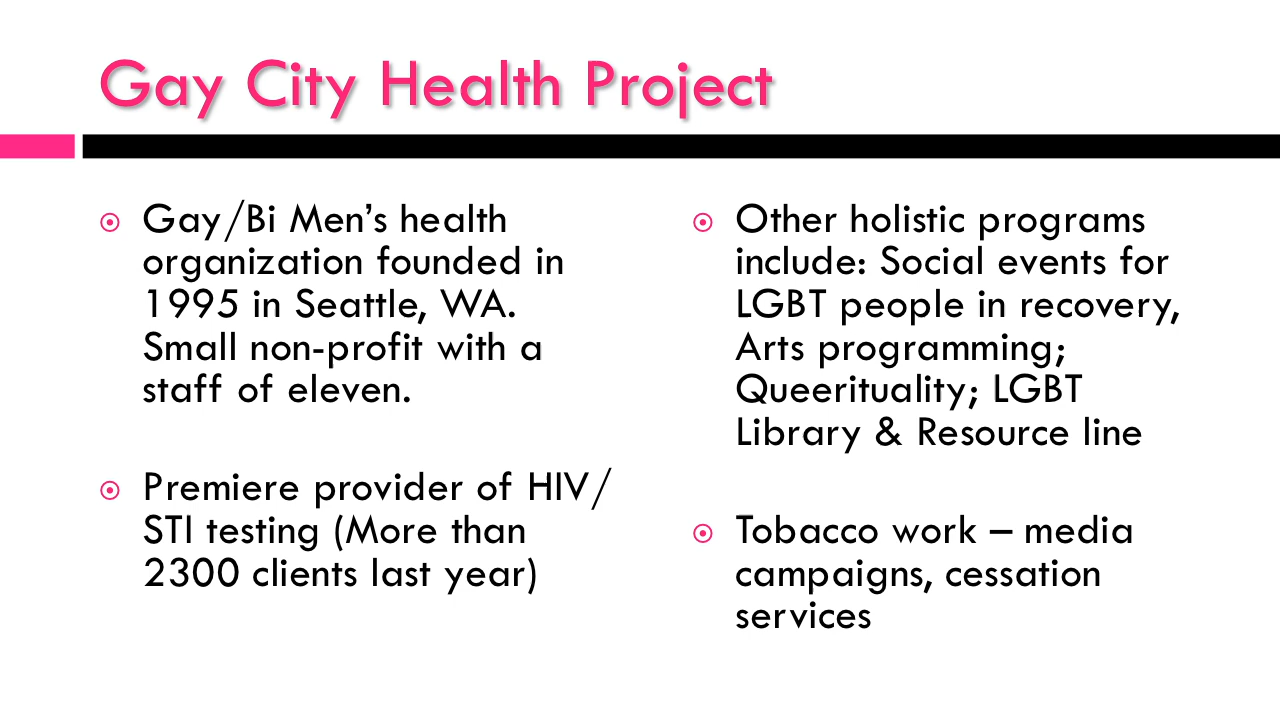 Gay City Health Project
Gay/Bi Men’s health
organization founded in
1995 in Seattle, WA.
Small non-profit with a
staff of eleven.
Premiere provider of HIV/
STI testing (More than
2300 clients last year)
Other holistic programs
include: Social events for
LGBT people in recovery,
Arts programming;
Queerituality; LGBT
Library & Resource line
Tobacco work – media
campaigns, cessation
services